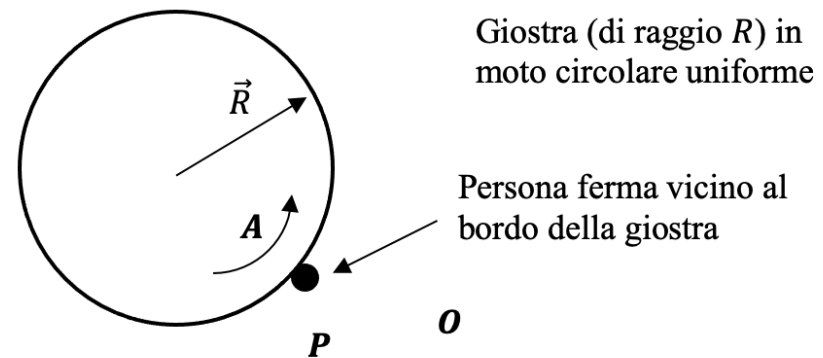 Giostra (di raggio R) in
moto circolare uniforme
R
Persona ferma vicino al
bordo della giostra
A
O
P